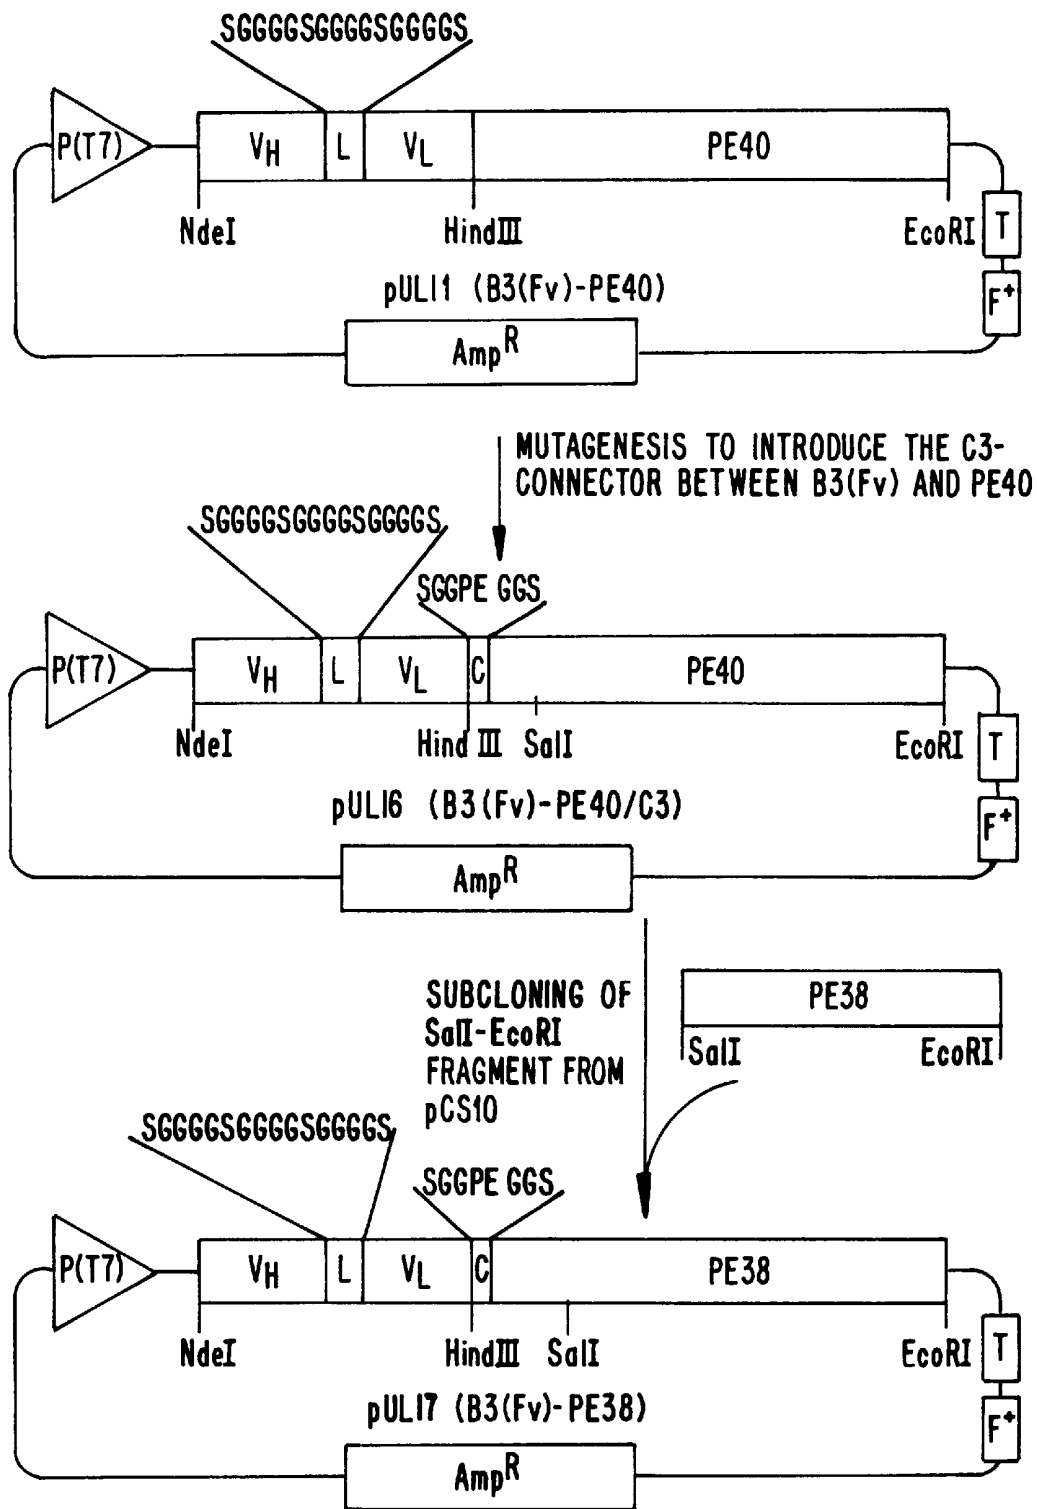 SGGGGSGGGGSGGGGS
P(T7) VH L VL PE40
NdeI HindIII EcoRI T
F+
pULI1 (B3(Fv)-PE40)
AmpR
MUTAGENESIS TO INTRODUCE THE C3-
CONNECTOR BETWEEN B3(Fv) AND PE40
SGGGGSGGGGSGGGGS
SGGPE GGS
P(T7) VH L VL C PE40
NdeI Hind III SalI EcoRI T
F+
pULI6 (B3(Fv)-PE40/C3)
AmpR
SUBCLONING OF
SalI-EcoRI
FRAGMENT FROM
pCS10
PE38
SalI EcoRI
SGGGGSGGGGSGGGGS
SGGPE GGS
P(T7) VH L VL C PE38
NdeI HindIII SalI EcoRI T
F+
pULI7 (B3(Fv)-PE38)
AmpR